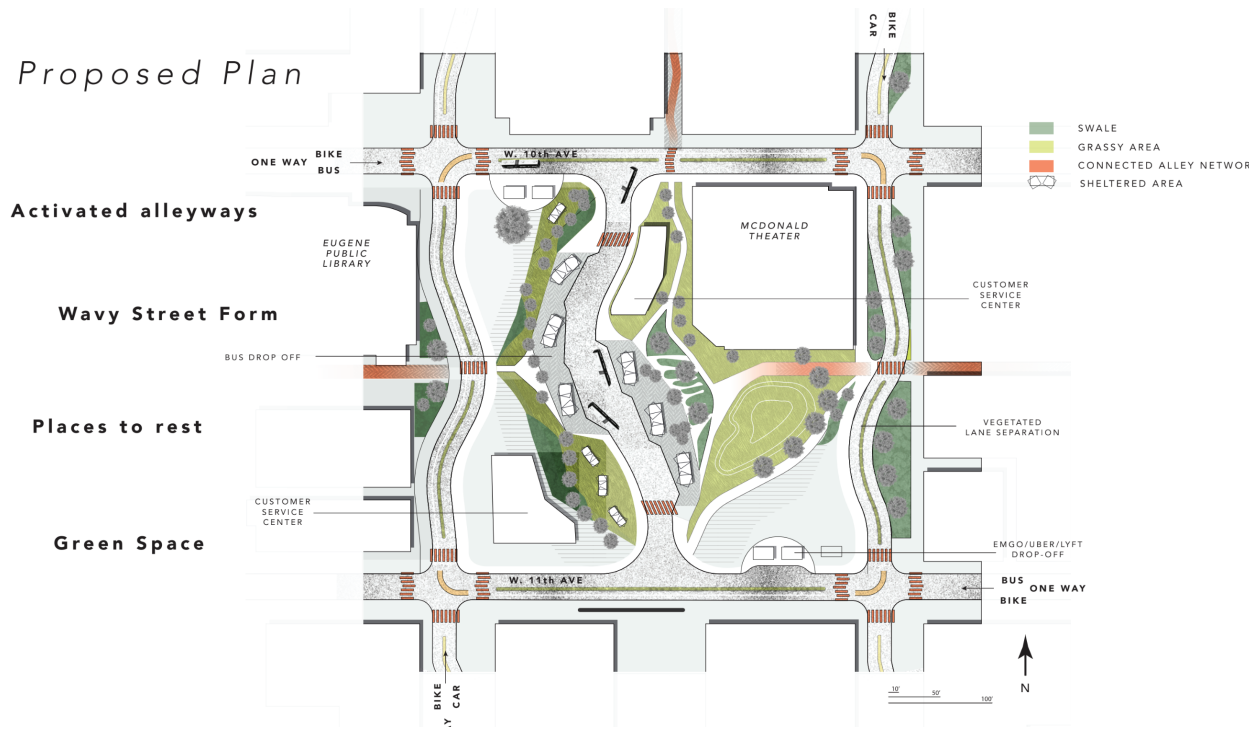 Proposed Plan
BIKE
CAR
SWALE
GRASSY AREA
CONNECTED ALLEY NETWOR
SHELTERED AREA
ONE WAY
BIKE
BUS
W. 10th AVE
Activated alleyways
EUGENE
PUBLIC
LIBRARY
MCDONALD
THEATER
CUSTOMER
SERVICE
CENTER
Wavy Street Form
BUS DROP OFF
Places to rest
VEGETATED
LANE SEPARATION
CUSTOMER
SERVICE
CENTER
Green Space
EMGO/UBER/LYFT
DROP-OFF
W. 11th AVE
BUS
BIKE
ONE WAY
N
10'
50'
100'
BIKE
CAR
Y